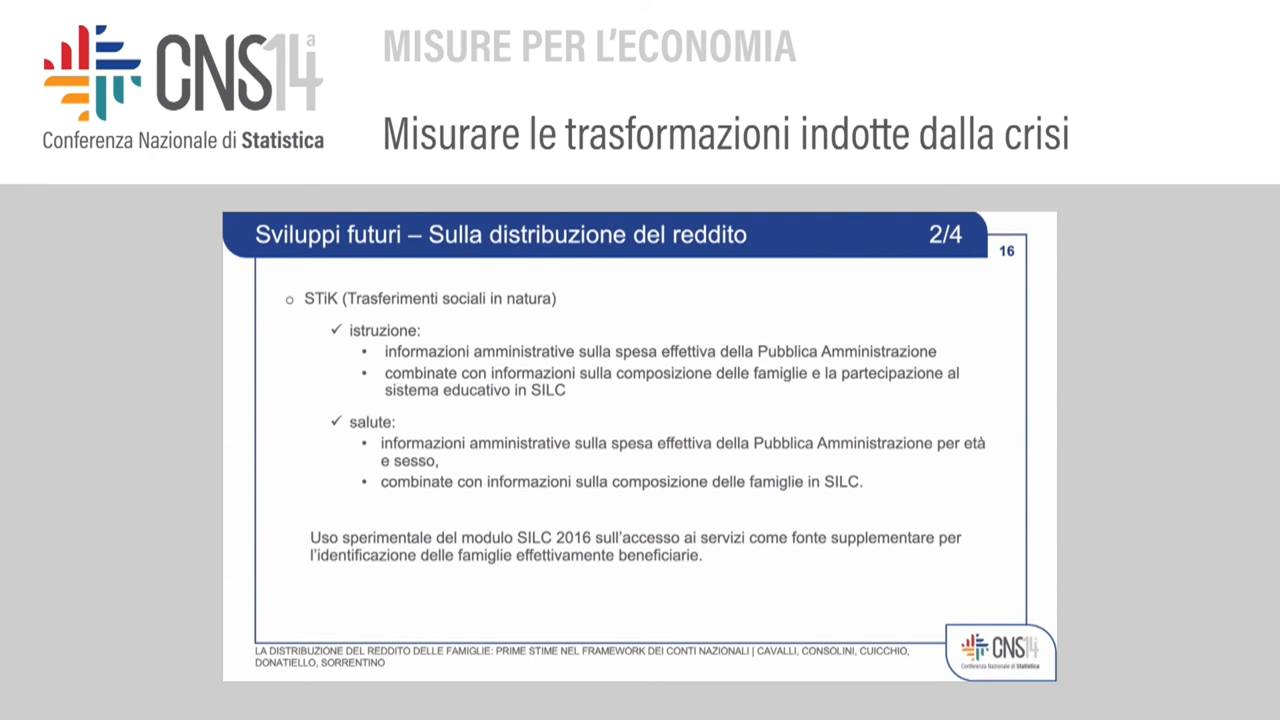 CNS14a
Conferenza Nazionale di Statistica
MISURE PER L'ECONOMIA
Misurare le trasformazioni indotte dalla crisi
Sviluppi futuri – Sulla distribuzione del reddito 2/4
16
o STiK (Trasferimenti sociali in natura)
✓ istruzione:
• informazioni amministrative sulla spesa effettiva della Pubblica Amministrazione
• combinate con informazioni sulla composizione delle famiglie e la partecipazione al
sistema educativo in SILC
✓ salute:
• informazioni amministrative sulla spesa effettiva della Pubblica Amministrazione per età
e sesso,
• combinate con informazioni sulla composizione delle famiglie in SILC.
Uso sperimentale del modulo SILC 2016 sull'accesso ai servizi come fonte supplementare per
l'identificazione delle famiglie effettivamente beneficiarie.
LA DISTRIBUZIONE DEL REDDITO DELLE FAMIGLIE: PRIME STIME NEL FRAMEWORK DEI CONTI NAZIONALI | CAVALLI, CONSOLINI, CUICCHIO,
DONATIELLO, SORRENTINO
CNS14
Conferenza Nazionale di Statistica